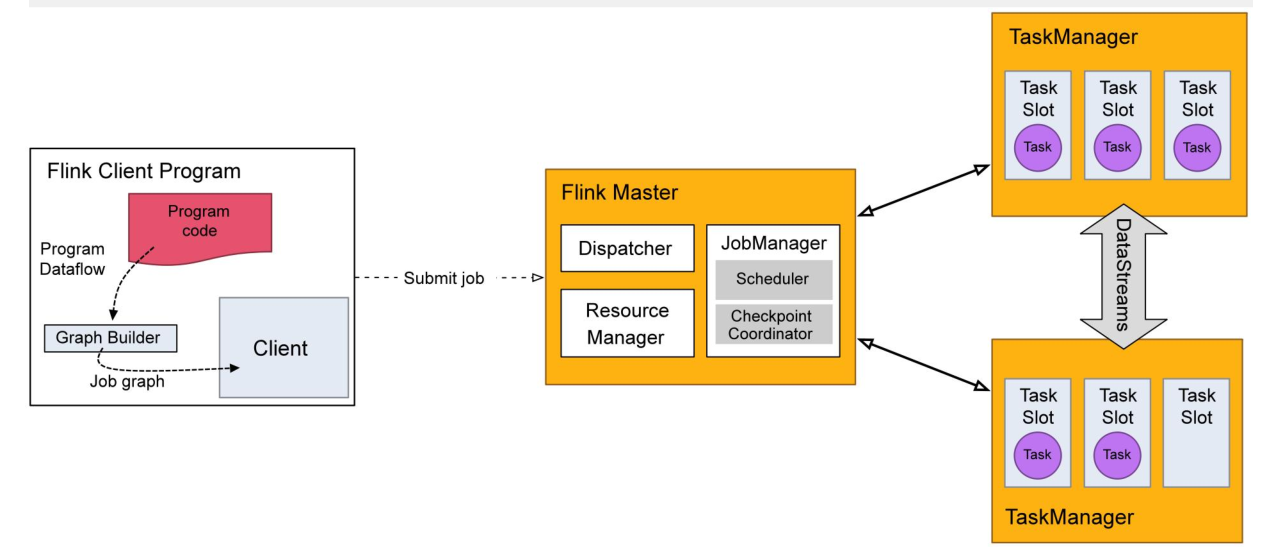 Flink Client Program
Program
code
Program
Dataflow
Graph Builder
Client
Job graph
Submit job
Flink Master
Dispatcher
Resource
Manager
JobManager
Scheduler
Checkpoint
Coordinator
TaskManager
Task
Slot
Task
Task
Slot
Task
Task
Slot
Task
DataStreams
Task
Slot
Task
Task
Slot
Task
Task
Slot
TaskManager